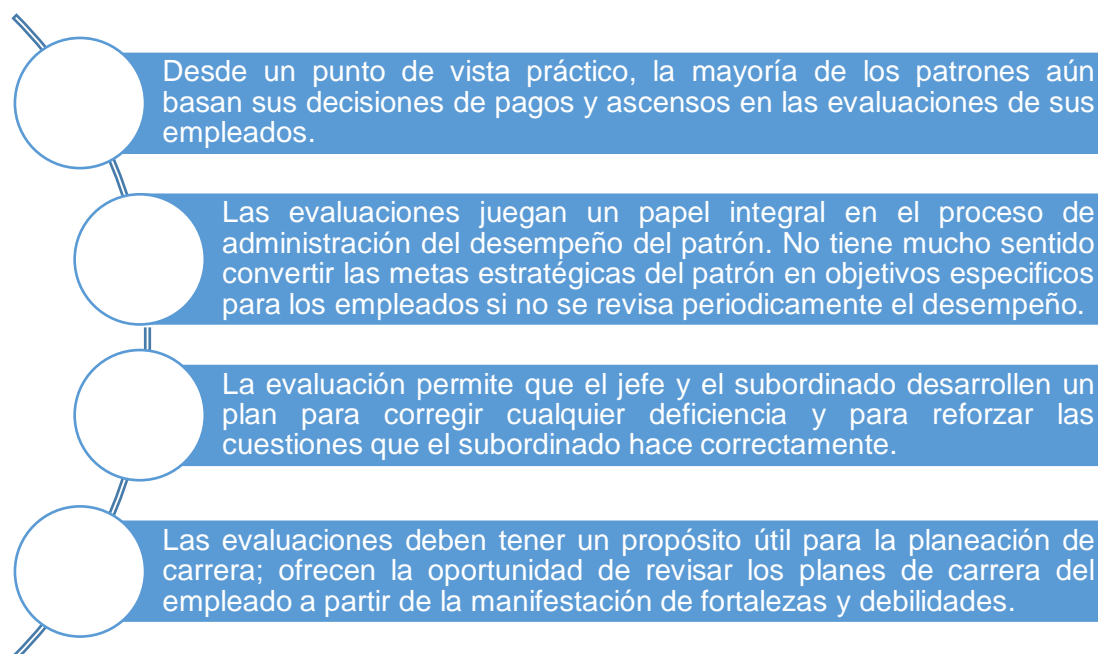 Desde un punto de vista práctico, la mayoría de los patrones aún
basan sus decisiones de pagos y ascensos en las evaluaciones de sus
empleados.
Las evaluaciones juegan un papel integral en el proceso de
administración del desempeño del patrón. No tiene mucho sentido
convertir las metas estratégicas del patrón en objetivos especificos
para los empleados si no se revisa periodicamente el desempeño.
La evaluación permite que el jefe y el subordinado desarrollen un
plan para corregir cualquier deficiencia y para reforzar las
cuestiones que el subordinado hace correctamente.
Las evaluaciones deben tener un propósito útil para la planeación de
carrera; ofrecen la oportunidad de revisar los planes de carrera del
empleado a partir de la manifestación de fortalezas y debilidades.